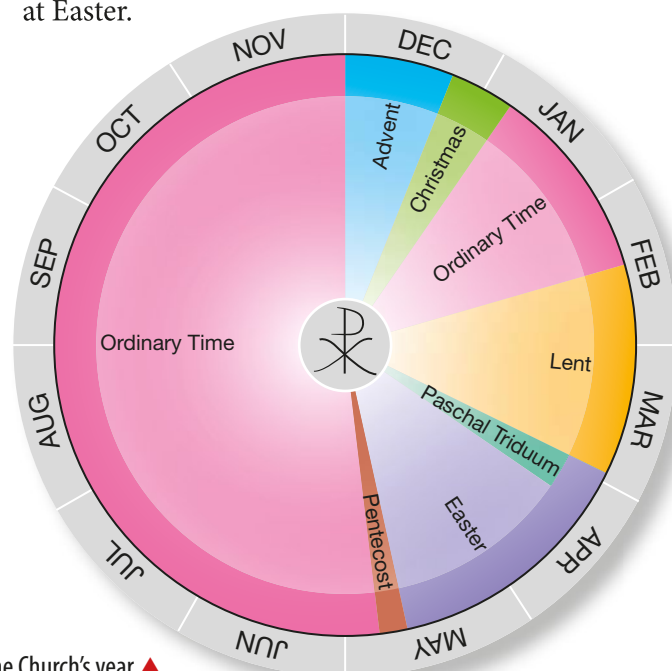 at Easter.
DEC
JAN
FEB
MAR
APR
MAY
JUN
JUL
AUG
SEP
OCT
NOV
Advent
Christmas
Ordinary Time
Lent
Paschal Triduum
Easter
Pentecost
Ordinary Time
Church's year